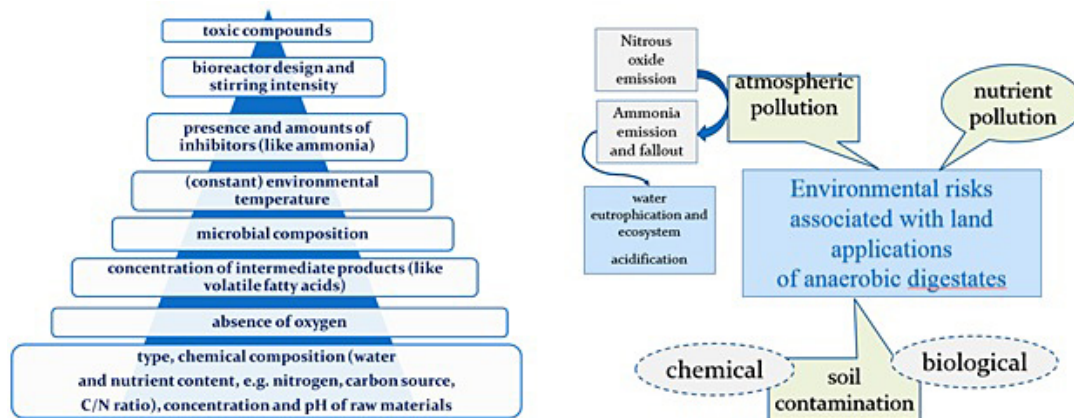 toxic compounds
bioreactor design and
stirring intensity
presence and amounts of
inhibitors (like ammonia)
(constant) environmental
temperature
microbial composition
concentration of intermediate products (like
volatile fatty acids)
absence of oxygen
type, chemical composition (water
and nutrient content, e.g. nitrogen, carbon source,
C/N ratio), concentration and pH of raw materials
Nitrous
oxide
emission
Ammonia
emission
and fallout
water
eutrophication and
ecosystem
acidification
atmospheric
pollution
nutrient
pollution
Environmental risks
associated with land
applications
of anaerobic digestates
chemical
biological
soil
contamination